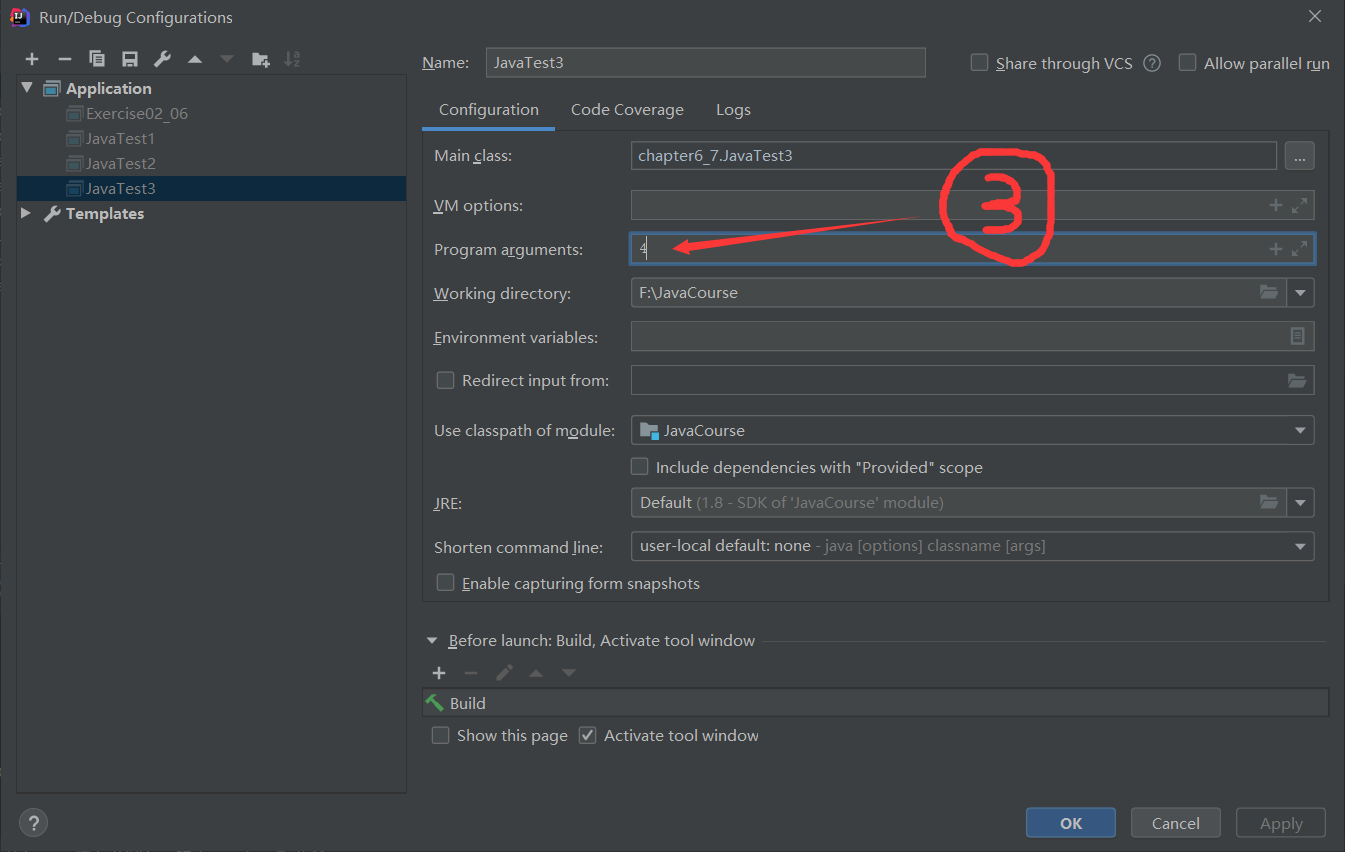 Run/Debug Configurations
Name: JavaTest3 Share through VCS ? Allow parallel run
Application
Exercise02_06
JavaTest1
JavaTest2
JavaTest3
Templates
Configuration Code Coverage Logs
Main class: chapter6_7.JavaTest3 ...
VM options:
3
Program arguments: 4
Working directory: F:\JavaCourse
Environment variables:
Redirect input from:
Use classpath of module: JavaCourse
Include dependencies with "Provided" scope
JRE: Default (1.8 - SDK of 'JavaCourse' module)
Shorten command line: user-local default: none - java [options] classname [args]
Enable capturing form snapshots
Before launch: Build, Activate tool window
Build
Show this page Activate tool window
? OK Cancel Apply